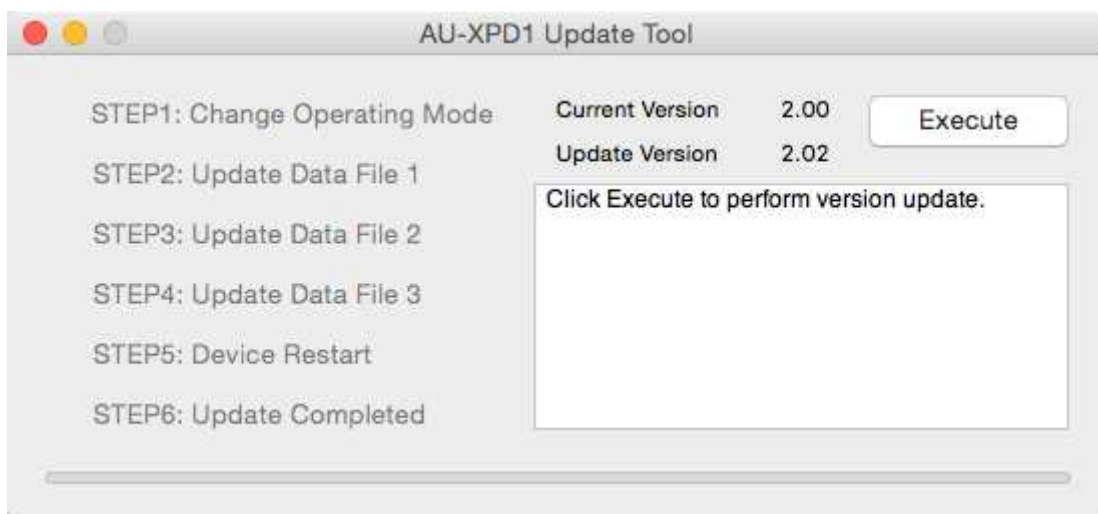 AU-XPD1 Update Tool
STEP1: Change Operating Mode
STEP2: Update Data File 1
STEP3: Update Data File 2
STEP4: Update Data File 3
STEP5: Device Restart
STEP6: Update Completed
Current Version 2.00
Update Version 2.02
Execute
Click Execute to perform version update.